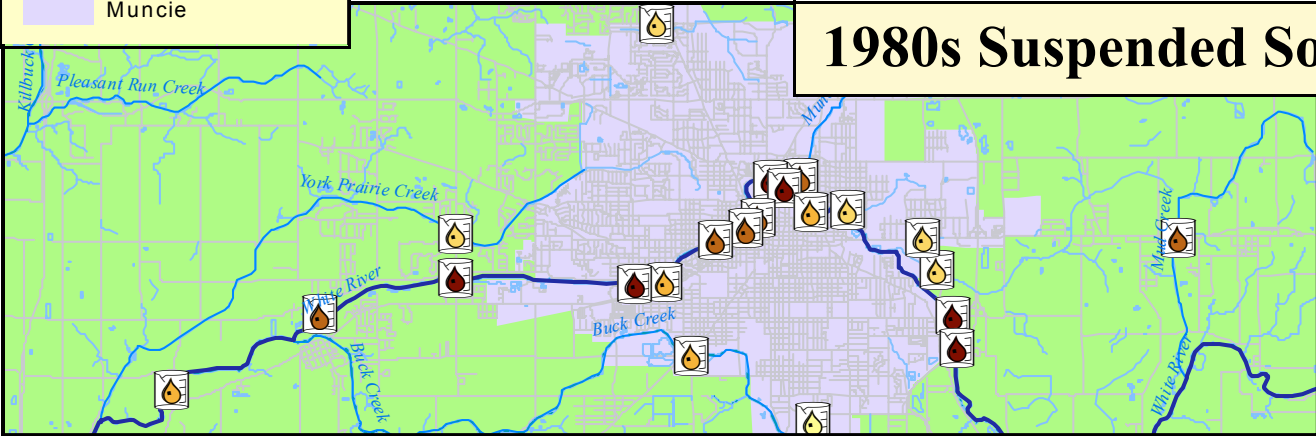 Muncie
1980s Suspended
Killbuck
Pleasant Run Creek
York Prairie Creek
White River
Buck Creek
Buck Creek
Mud Creek
White River